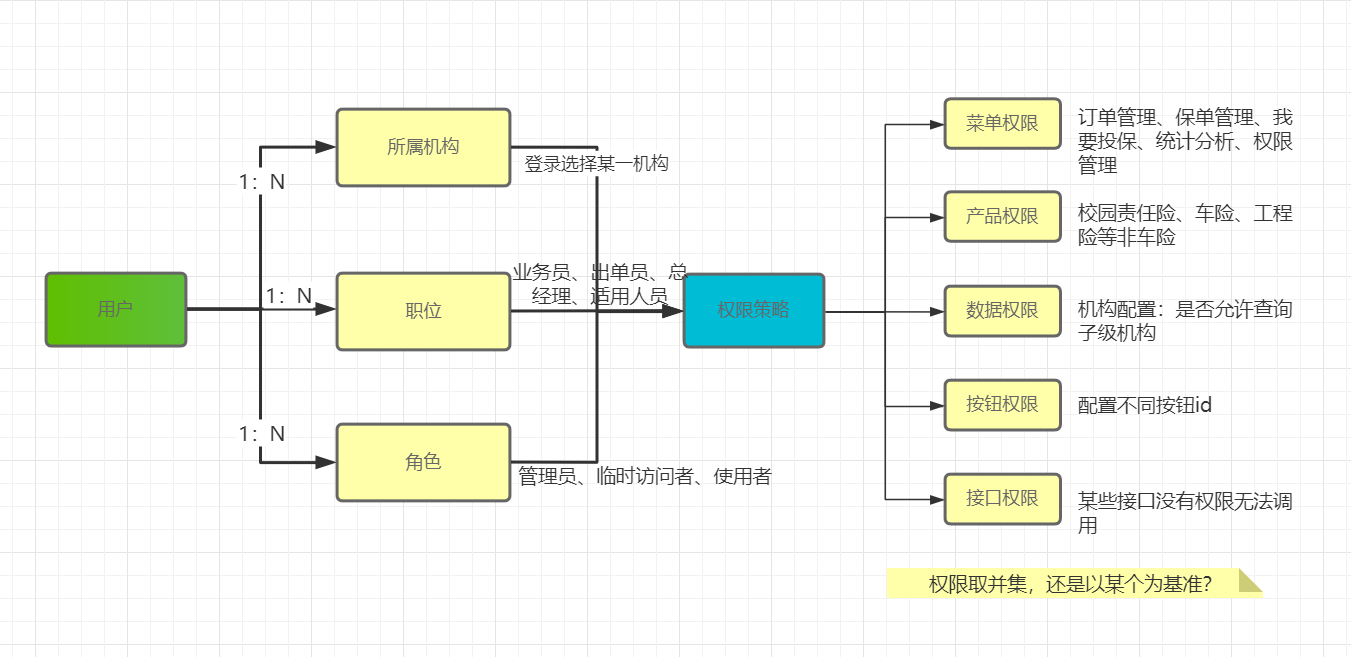 用户
1：N
1：N
1：N
所属机构
职位
角色
登录选择某一机构
业务员、出单员、总
经理、适用人员
管理员、临时访问者、使用者
权限策略
菜单权限
订单管理、保单管理、我
要投保、统计分析、权限
管理
产品权限
校园责任险、车险、工程
险等非车险
数据权限
机构配置：是否允许查询
子级机构
按钮权限
配置不同按钮id
接口权限
某些接口没有权限无法调
用
权限取并集，还是以某个为基准？